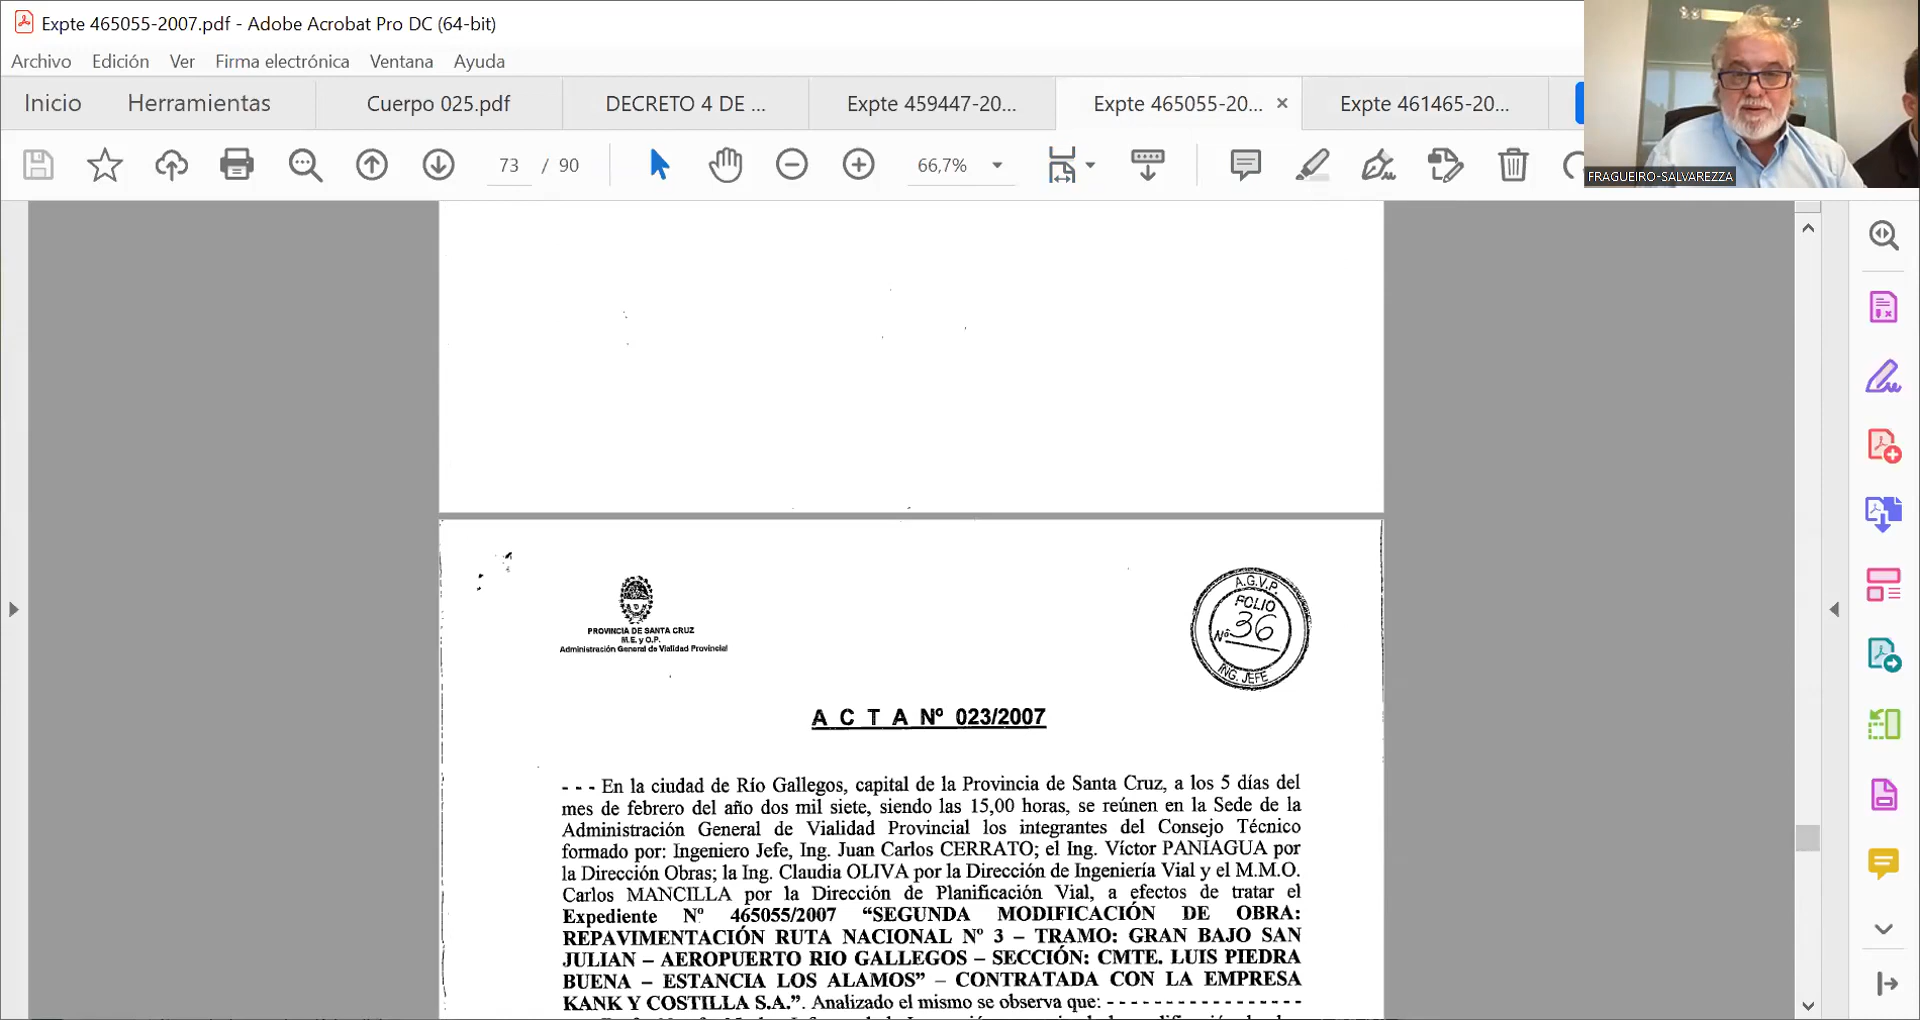 Expte 465055-2007.pdf - Adobe Acrobat Pro DC (64-bit)
Archivo Edición Ver Firma electrónica Ventana Ayuda
Inicio Herramientas Cuerpo 025.pdf DECRETO 4 DE ... Expte 459447-20... Expte 465055-20... × Expte 461465-20...
73 / 90 66,7%
FRAGUEIRO-SALVAREZZA
PROVINCIA DE SANTA CRUZ
M.E. y O.P.
Administración General de Vialidad Provincial
A.G.V.P.
FOLIO
Nº 36
ING. JEFE
A C T A Nº 023/2007
- - - En la ciudad de Río Gallegos, capital de la Provincia de Santa Cruz, a los 5 días del
mes de febrero del año dos mil siete, siendo las 15,00 horas, se reúnen en la Sede de la
Administración General de Vialidad Provincial los integrantes del Consejo Técnico
formado por: Ingeniero Jefe, Ing. Juan Carlos CERRATO; el Ing. Víctor PANIAGUA por
la Dirección Obras; la Ing. Claudia OLIVA por la Dirección de Ingeniería Vial y el M.M.O.
Carlos MANCILLA por la Dirección de Planificación Vial, a efectos de tratar el
Expediente Nº 465055/2007 “SEGUNDA MODIFICACIÓN DE OBRA:
REPAVIMENTACIÓN RUTA NACIONAL Nº 3 – TRAMO: GRAN BAJO SAN
JULIAN – AEROPUERTO RIO GALLEGOS – SECCIÓN: CMTE. LUIS PIEDRA
BUENA – ESTANCIA LOS ALAMOS” – CONTRATADA CON LA EMPRESA
KANK Y COSTILLA S.A.”. Analizado el mismo se observa que: - - - - - - - - - - - - - - - - -